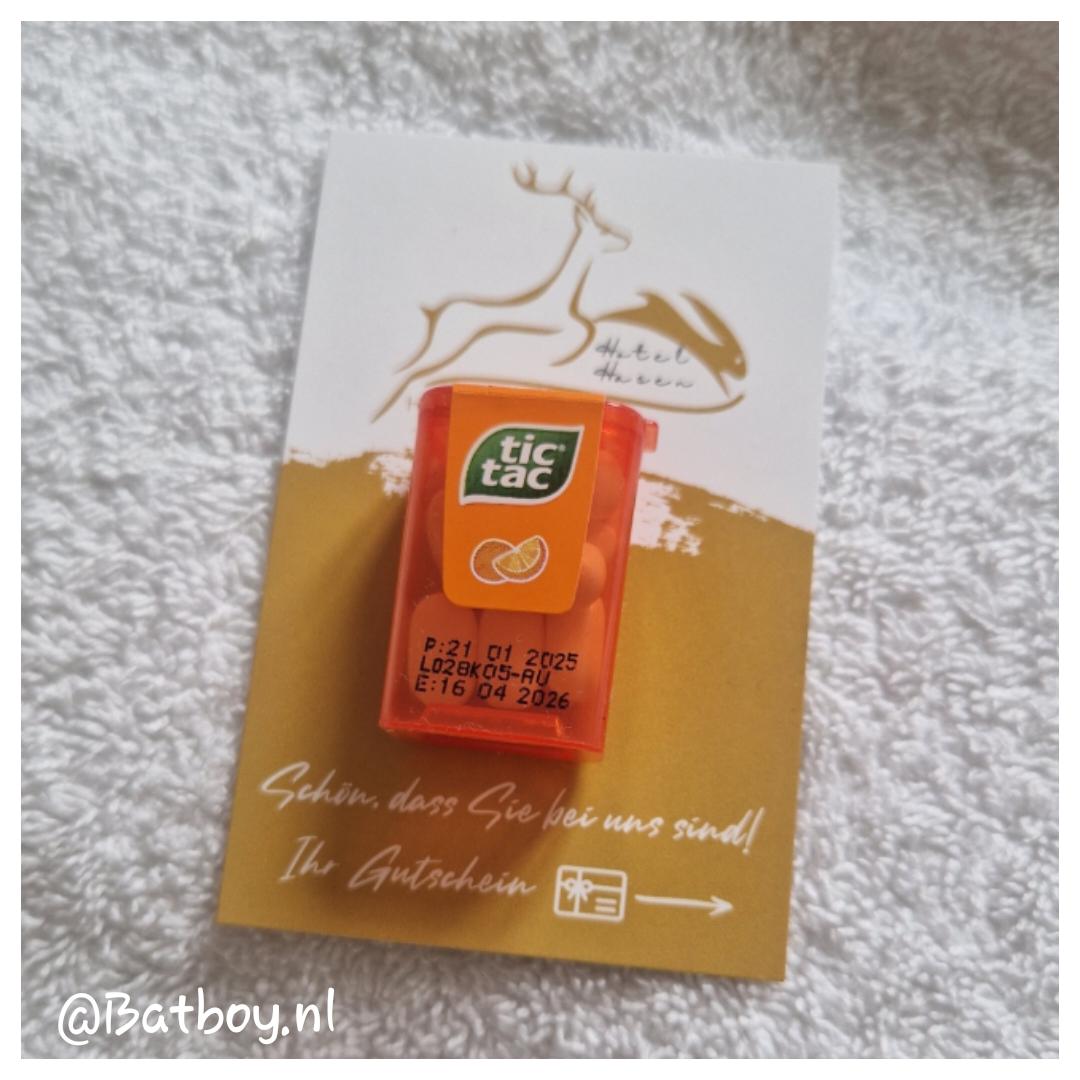 Hotel
Hasen
tic
tac
P:21 01 2025
L028K05-AU
E:16 04 2026
Schön, dass Sie bei uns sind!
Ihr Gutschein
@Batboy.nl